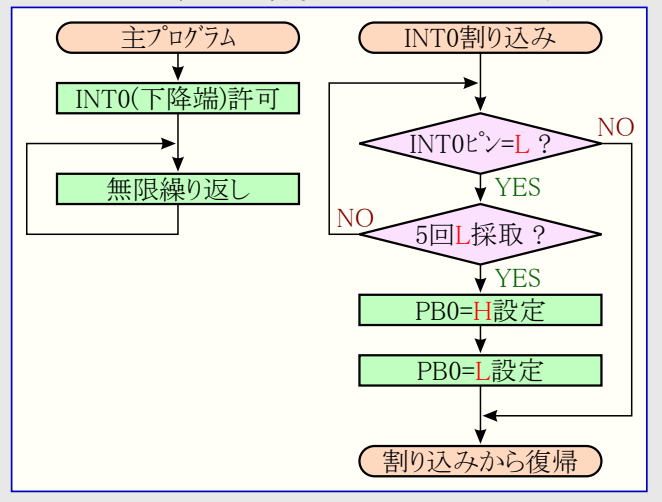 主プログラム
INT0(下降端)許可
無限繰り返し
INT0割り込み
INT0ピン=L ?
NO
YES
5回L採取 ?
NO
YES
PB0=H設定
PB0=L設定
割り込みから復帰